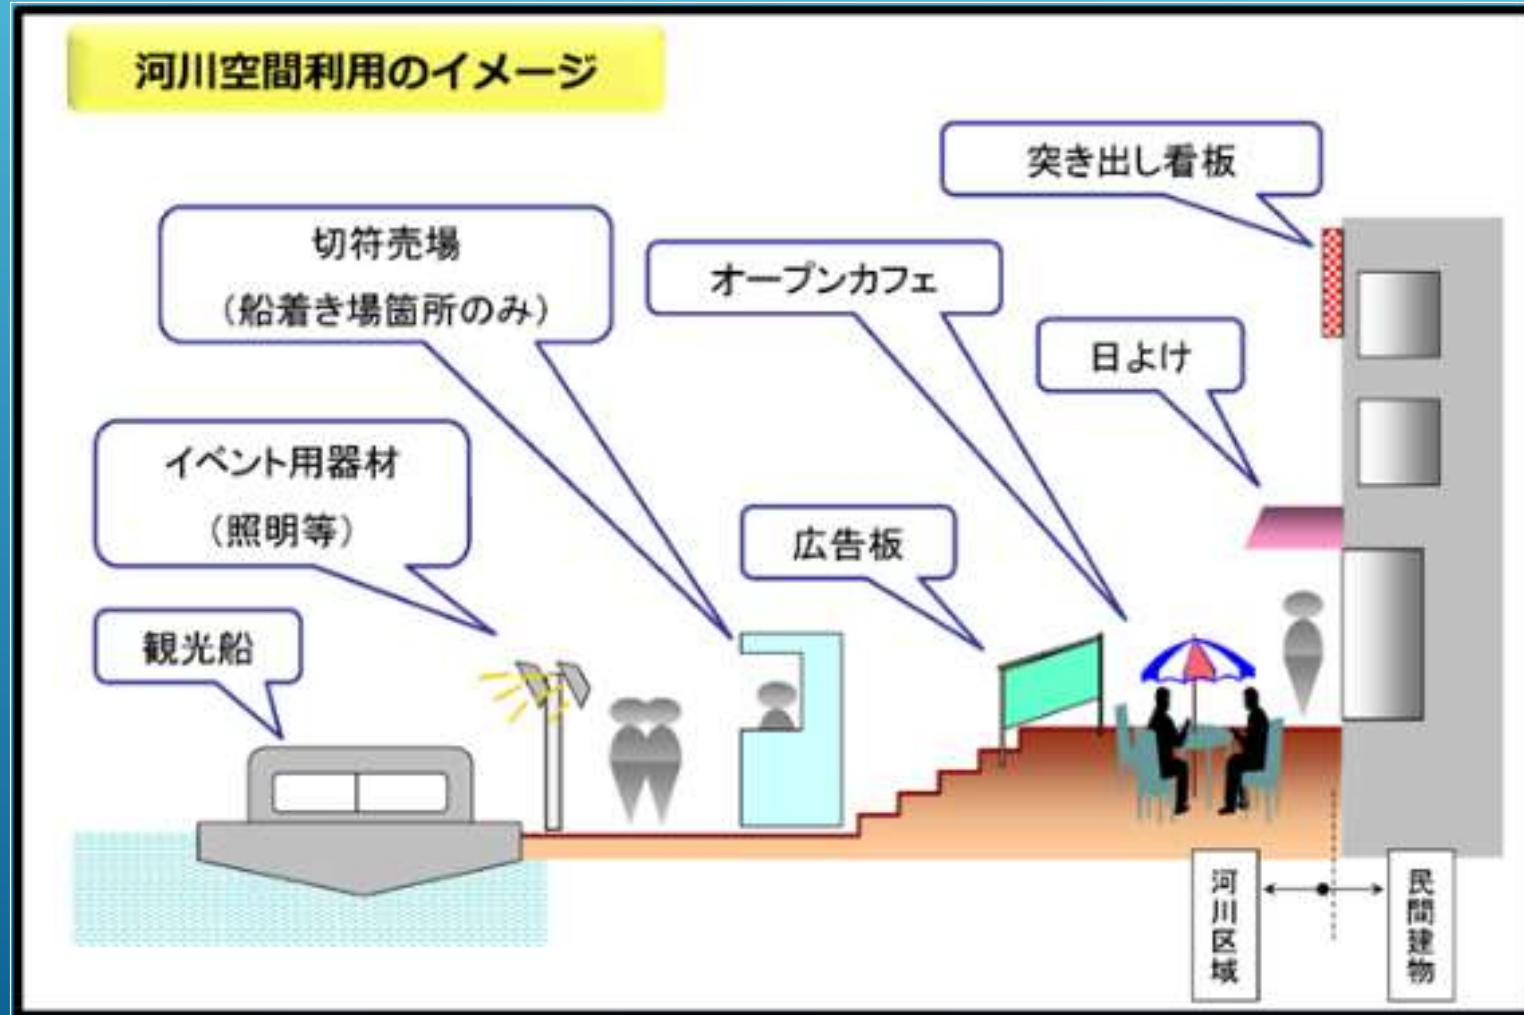 河川空間利用のイメージ
突き出し看板
切符売場
（船着き場箇所のみ）
オープンカフェ
日よけ
イベント用器材
（照明等）
広告板
観光船
河川区域
民間建物